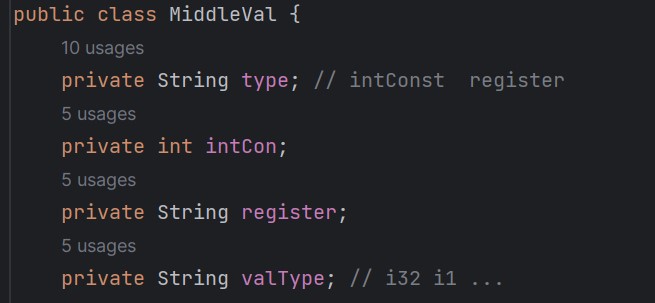 public class MiddleVal {
10 usages
private String type; // intConst  register
5 usages
private int intCon;
5 usages
private String register;
5 usages
private String valType; // i32 i1 ...